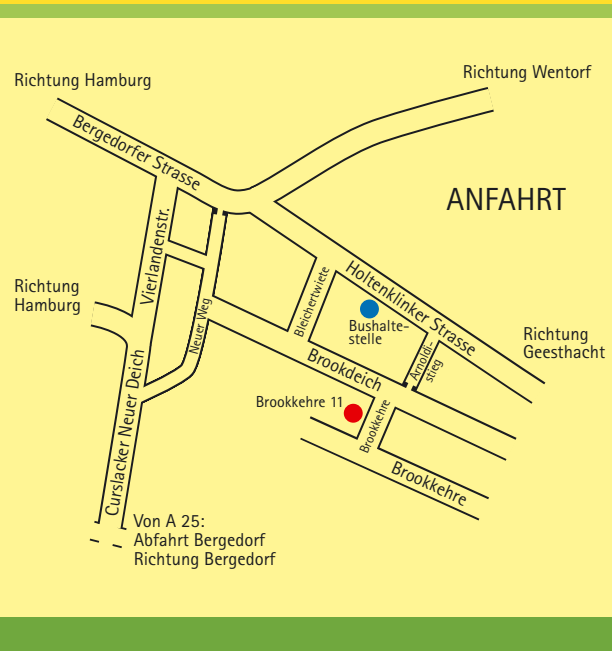 Richtung Hamburg
Richtung Wentorf
Bergedorfer Strasse
ANFAHRT
Vierlandenstr.
Holtenklinker Strasse
Richtung
Hamburg
Bleichertwiete
Neuer Weg
Bushalte-
stelle
Richtung
Geesthacht
Arnoldi-
stieg
Brookdeich
Curslacker Neuer Deich
Brookkehre 11
Brookkehre
Brookkehre
Von A 25:
Abfahrt Bergedorf
Richtung Bergedorf